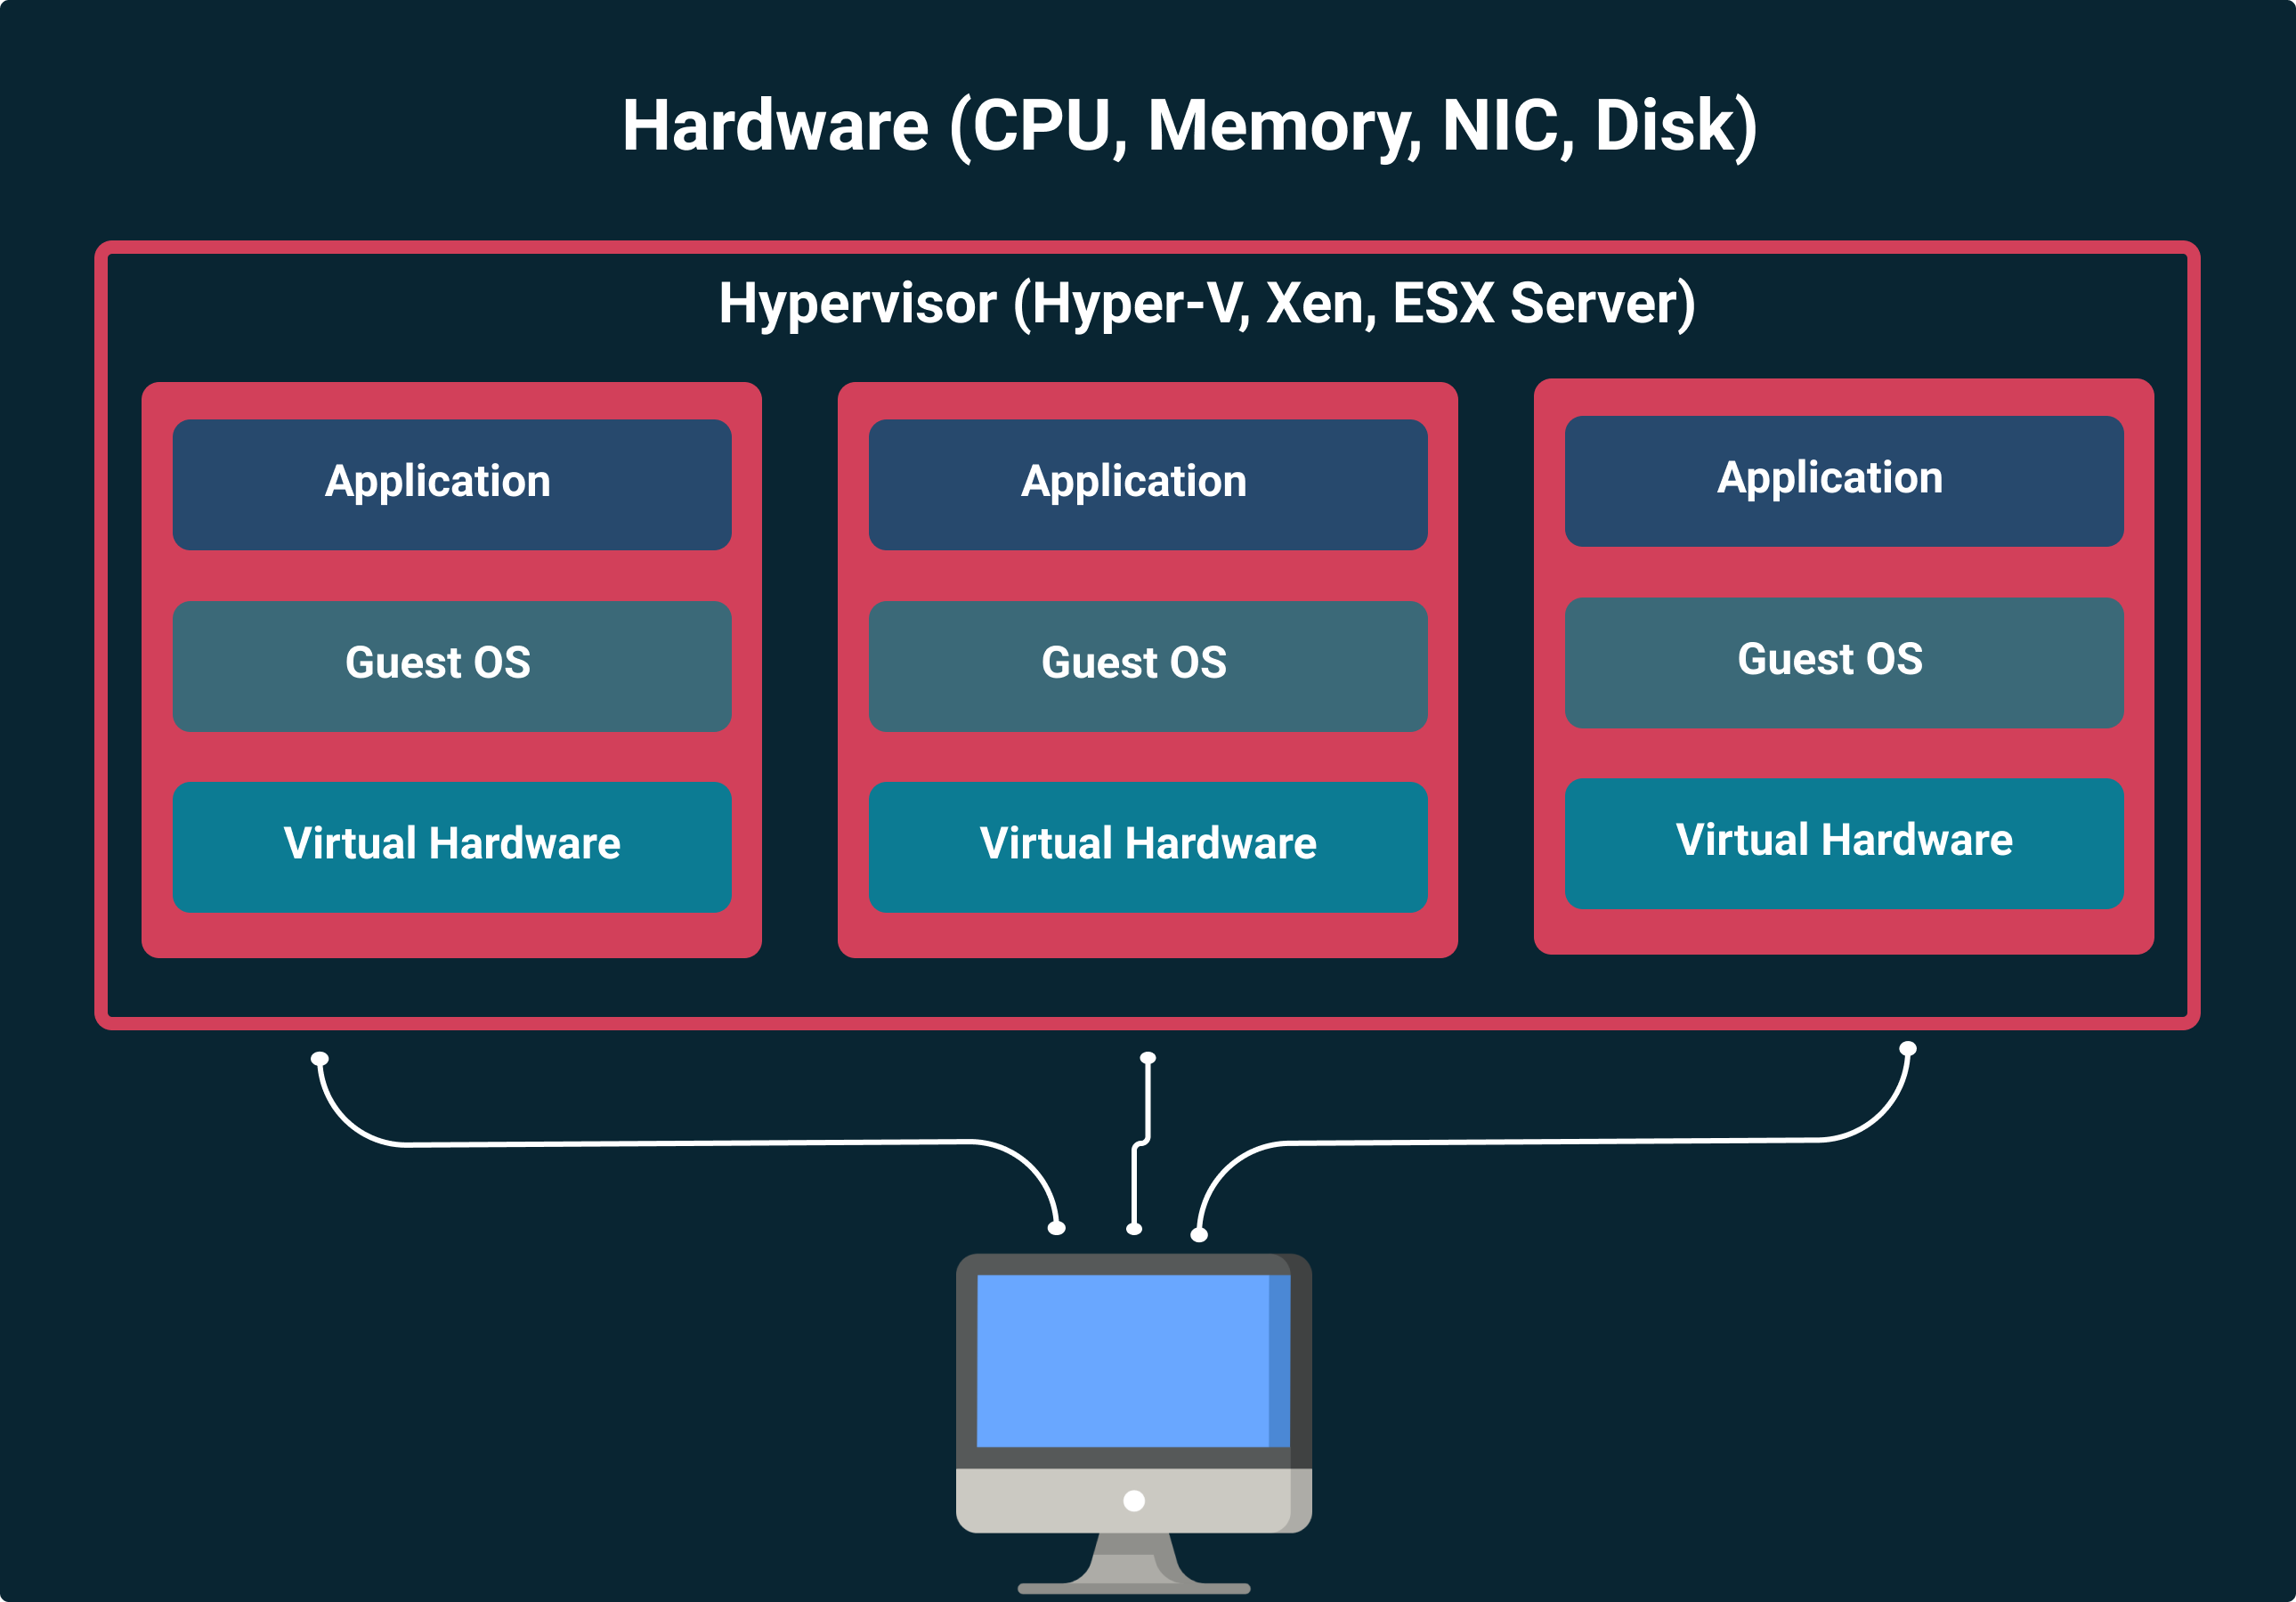 Hardware (CPU, Memory, NIC, Disk)
Hypervisor (Hyper-V, Xen, ESX Server)
Application
Guest OS
Virtual Hardware
Application
Guest OS
Virtual Hardware
Application
Guest OS
Virtual Hardware